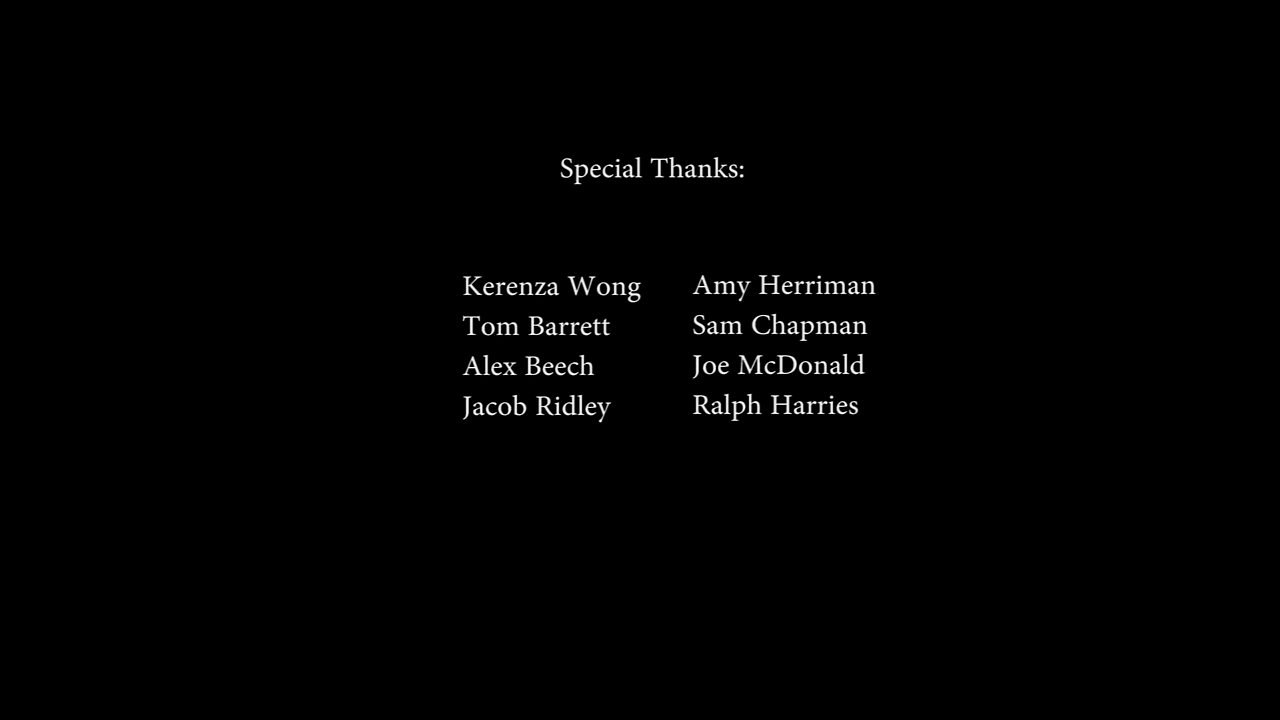 Special Thanks:
Kerenza Wong
Tom Barrett
Alex Beech
Jacob Ridley
Amy Herriman
Sam Chapman
Joe McDonald
Ralph Harries